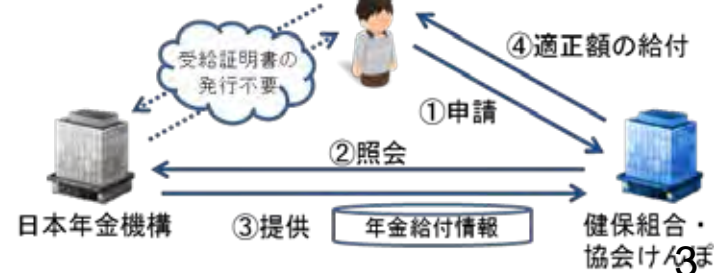 受給証明書の
発行不要
④適正額の給付
①申請
②照会
日本年金機構
③提供
年金給付情報
健保組合・
協会けんぽ
3